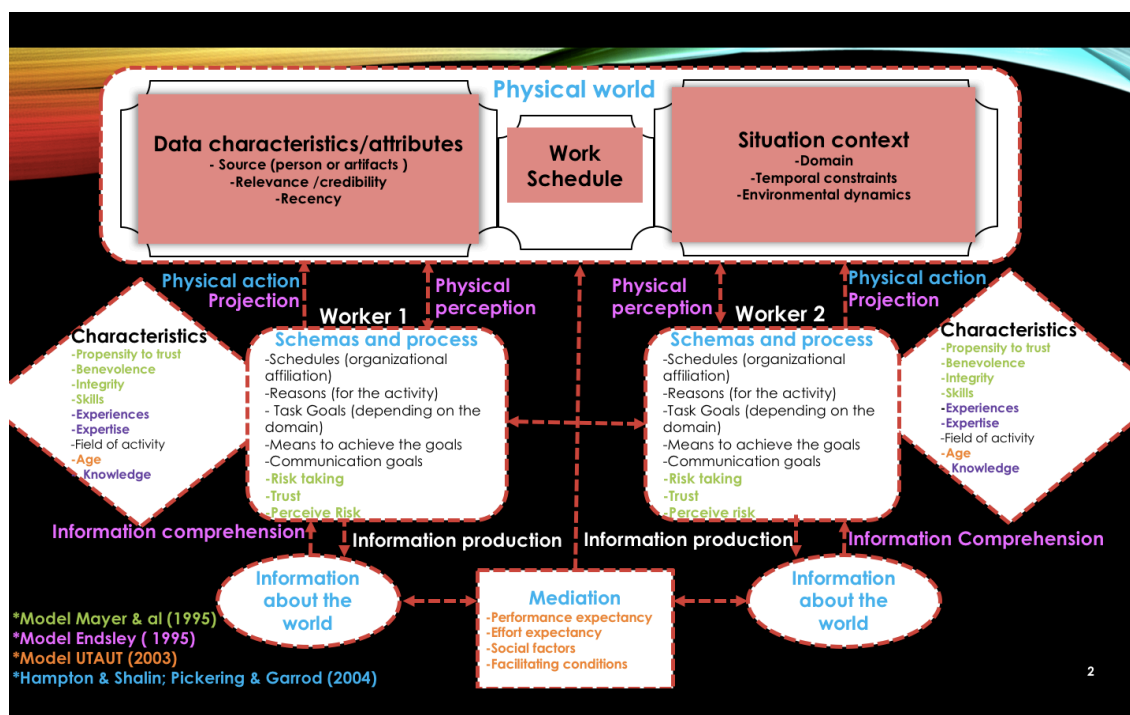 Physical world
Data characteristics/attributes
- Source (person or artifacts )
-Relevance /credibility
-Recency
Work
Schedule
Situation context
-Domain
-Temporal constraints
-Environmental dynamics
Physical action
Projection
Physical
perception
Physical
perception
Physical action
Projection
Worker 1
Worker 2
Characteristics
-Propensity to trust
-Benevolence
-Integrity
-Skills
-Experiences
-Expertise
-Field of activity
-Age
-Knowledge
Schemas and process
-Schedules (organizational
affiliation)
-Reasons (for the activity)
- Task Goals (depending on the
domain)
-Means to achieve the goals
-Communication goals
-Risk taking
-Trust
-Perceive Risk
Schemas and process
-Schedules (organizational
affiliation)
-Reasons (for the activity)
-Task Goals (depending on the
domain)
-Means to achieve the goals
-Communication goals
-Risk taking
-Trust
-Perceive risk
Characteristics
-Propensity to trust
-Benevolence
-Integrity
-Skills
-Experiences
-Expertise
-Field of activity
-Age
-Knowledge
Information comprehension
Information production
Information production
Information Comprehension
Information
about the
world
Mediation
-Performance expectancy
-Effort expectancy
-Social factors
-Facilitating conditions
Information
about the
world
*Model Mayer & al (1995)
*Model Endsley ( 1995)
*Model UTAUT (2003)
*Hampton & Shalin; Pickering & Garrod (2004)
2